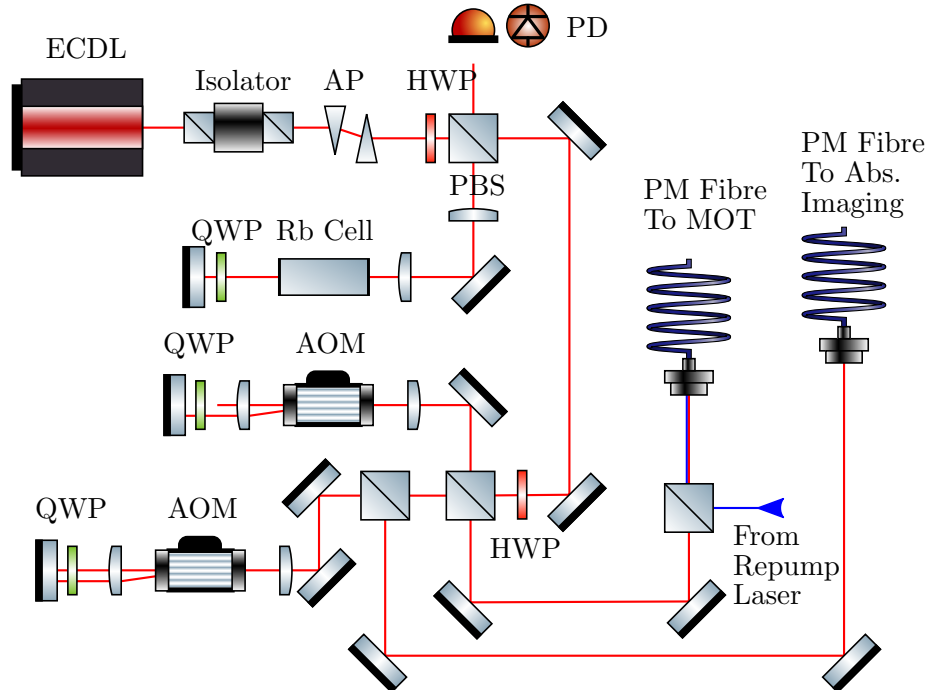 PD
ECDL
Isolator
AP
HWP
PM Fibre
To Abs.
Imaging
PM Fibre
To MOT
PBS
QWP
Rb Cell
QWP
AOM
QWP
AOM
HWP
From
Repump
Laser